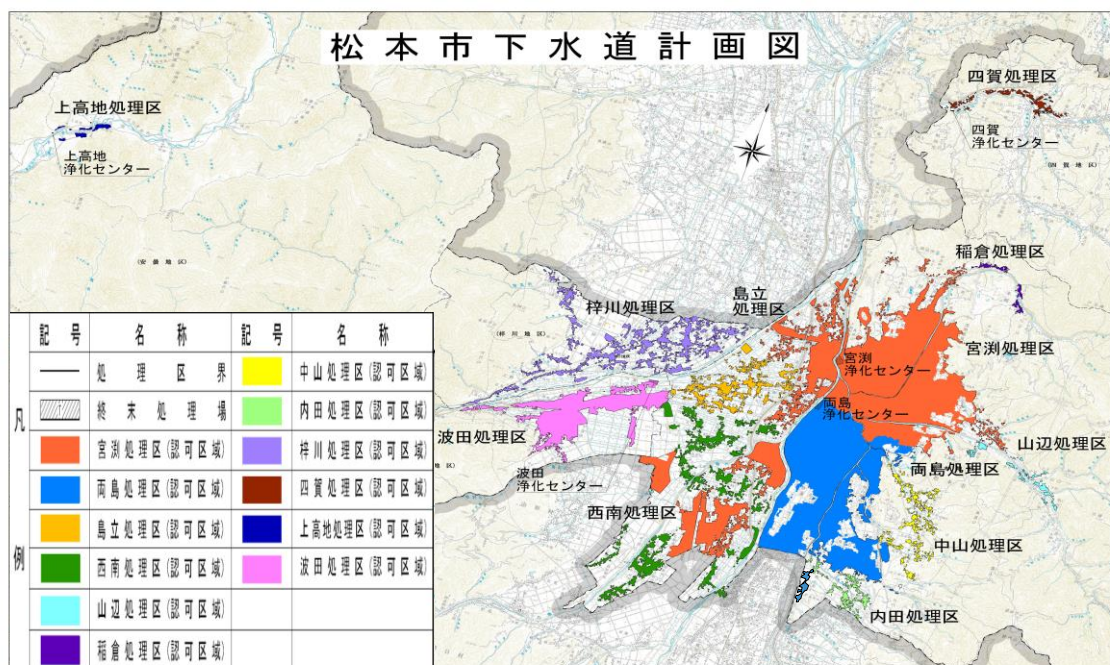 松本市下水道計画図
上高地処理区
上高地
浄化センター
四賀処理区
四賀
浄化センター
(四賀地区)
(安曇地区)
稲倉処理区
島立
処理区
梓川処理区
(梓川地区)
宮渕処理区
宮渕
浄化センター
両島
浄化センター
山辺処理区
波田処理区
両島処理区
波田
浄化センター
西南処理区
中山処理区
内田処理区
凡例
記号 名称 記号 名称
処理区界 中山処理区(認可区域)
終末処理場 内田処理区(認可区域)
宮渕処理区(認可区域) 梓川処理区(認可区域)
両島処理区(認可区域) 四賀処理区(認可区域)
島立処理区(認可区域) 上高地処理区(認可区域)
西南処理区(認可区域) 波田処理区(認可区域)
山辺処理区(認可区域)
稲倉処理区(認可区域)